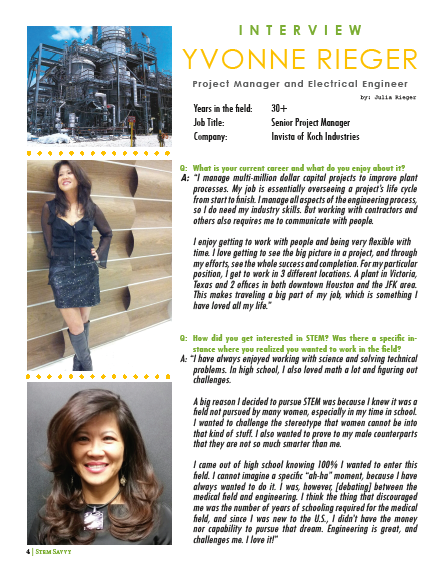 INTERVIEW
YVONNE RIEGER
Project Manager and Electrical Engineer
by: Julia Rieger
Years in the field: 30+
Job Title: Senior Project Manager
Company: Invista of Koch Industries
Q: What is your current career and what do you enjoy about it?
A: "I manage multi-million dollar capital projects to improve plant
processes. My job is essentially overseeing a project's life cycle
from start to finish. I manage all aspects of the engineering process,
so I do need my industry skills. But working with contractors and
others also requires me to communicate with people.
I enjoy getting to work with people and being very flexible with
time. I love getting to see the big picture in a project, and through
my efforts, see the whole success and completion. For my particular
position, I get to work in 3 different locations. A plant in Victoria,
Texas and 2 offices in both downtown Houston and the JFK area.
This makes traveling a big part of my job, which is something I
have loved all my life."
Q: How did you get interested in STEM? Was there a specific in-
stance where you realized you wanted to work in the field?
A: "I have always enjoyed working with science and solving technical
problems. In high school, I also loved math a lot and figuring out
challenges.
A big reason I decided to pursue STEM was because I knew it was a
field not pursued by many women, especially in my time in school.
I wanted to challenge the stereotype that women cannot be into
that kind of stuff. I also wanted to prove to my male counterparts
that they are not so much smarter than me.
I came out of high school knowing 100% I wanted to enter this
field. I cannot imagine a specific "ah-ha" moment, because I have
always wanted to do it. I was, however, [debating] between the
medical field and engineering. I think the thing that discouraged
me was the number of years of schooling required for the medical
field, and since I was new to the U.S., I didn't have the money
nor capability to pursue that dream. Engineering is great, and
challenges me. I love it!"
4 | STEM SAVVY